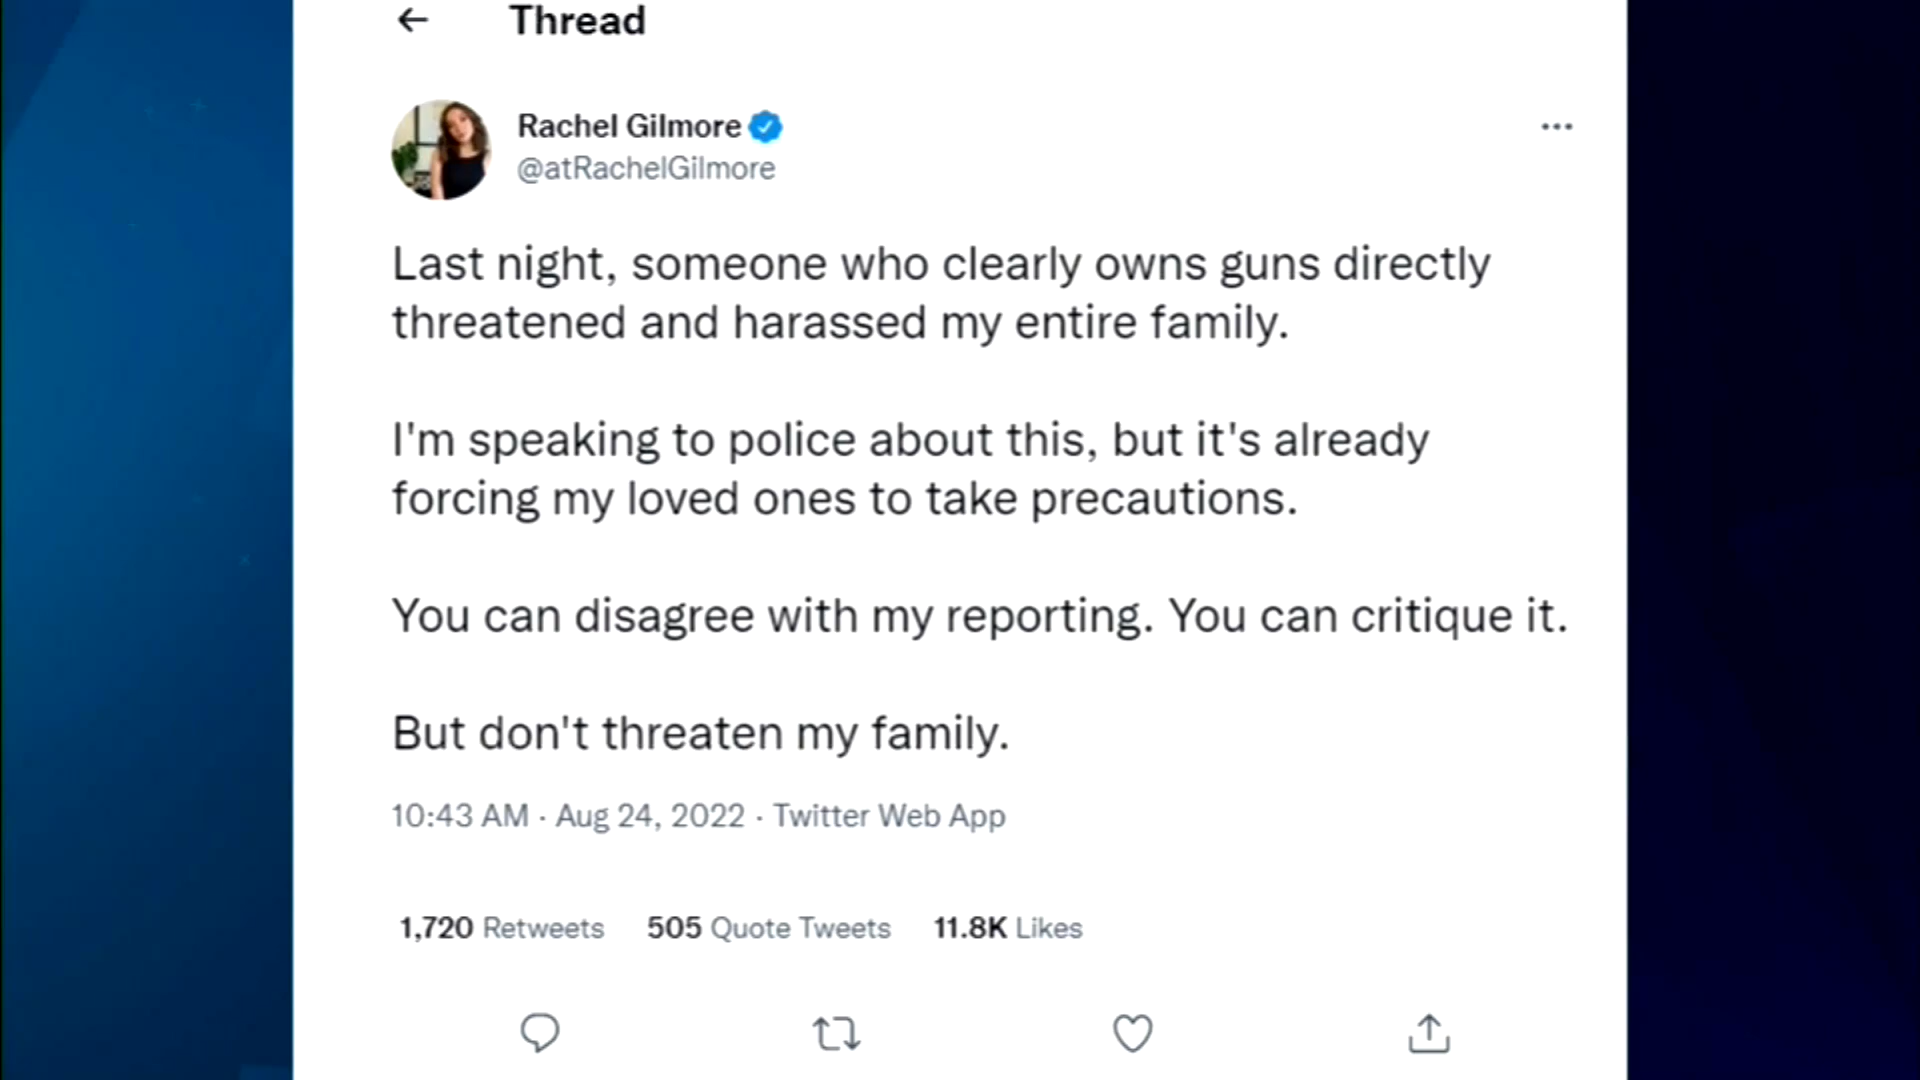 Thread
Rachel Gilmore
@atRachelGilmore
Last night, someone who clearly owns guns directly
threatened and harassed my entire family.
I'm speaking to police about this, but it's already
forcing my loved ones to take precautions.
You can disagree with my reporting. You can critique it.
But don't threaten my family.
10:43 AM · Aug 24, 2022 · Twitter Web App
1,720 Retweets 505 Quote Tweets 11.8K Likes